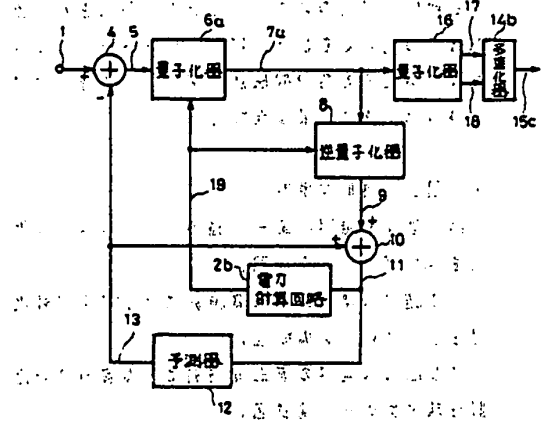 6a
16
17
14b
1
4
5
7a
+
+
-
量子化器
量子化器
符号化器
18
15c
8
逆量子化器
19
9
+
+
+
10
2b
11
電力
計算回路
13
予測器
12